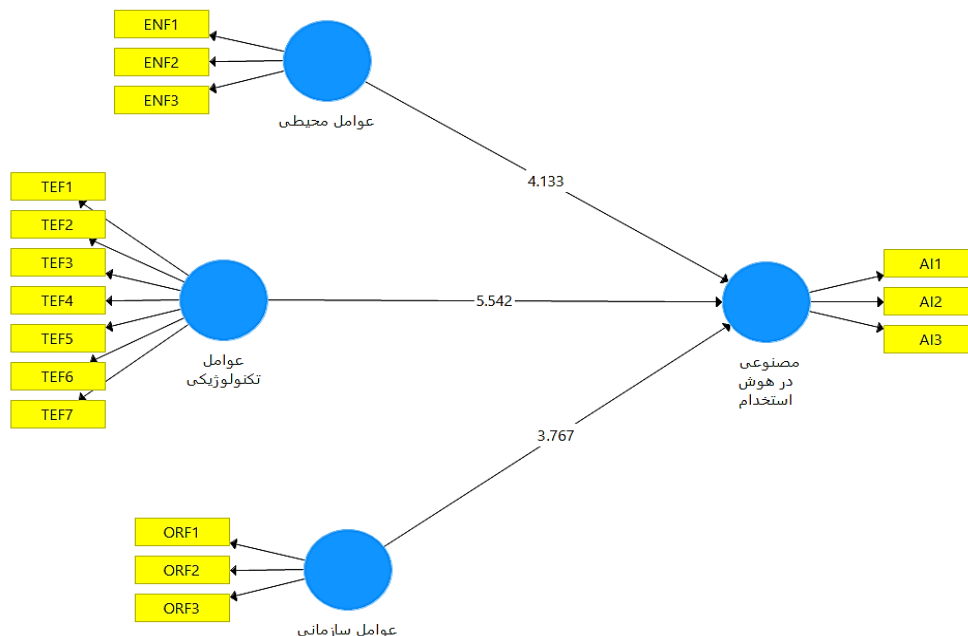 ENF1
ENF2
ENF3
عوامل محیطی
4.133
TEF1
TEF2
TEF3
TEF4
TEF5
TEF6
TEF7
عوامل
تکنولوژیکی
5.542
AI1
AI2
AI3
مصنوعی
در هوش
استخدام
3.767
ORF1
ORF2
ORF3
عوامل سازمانی